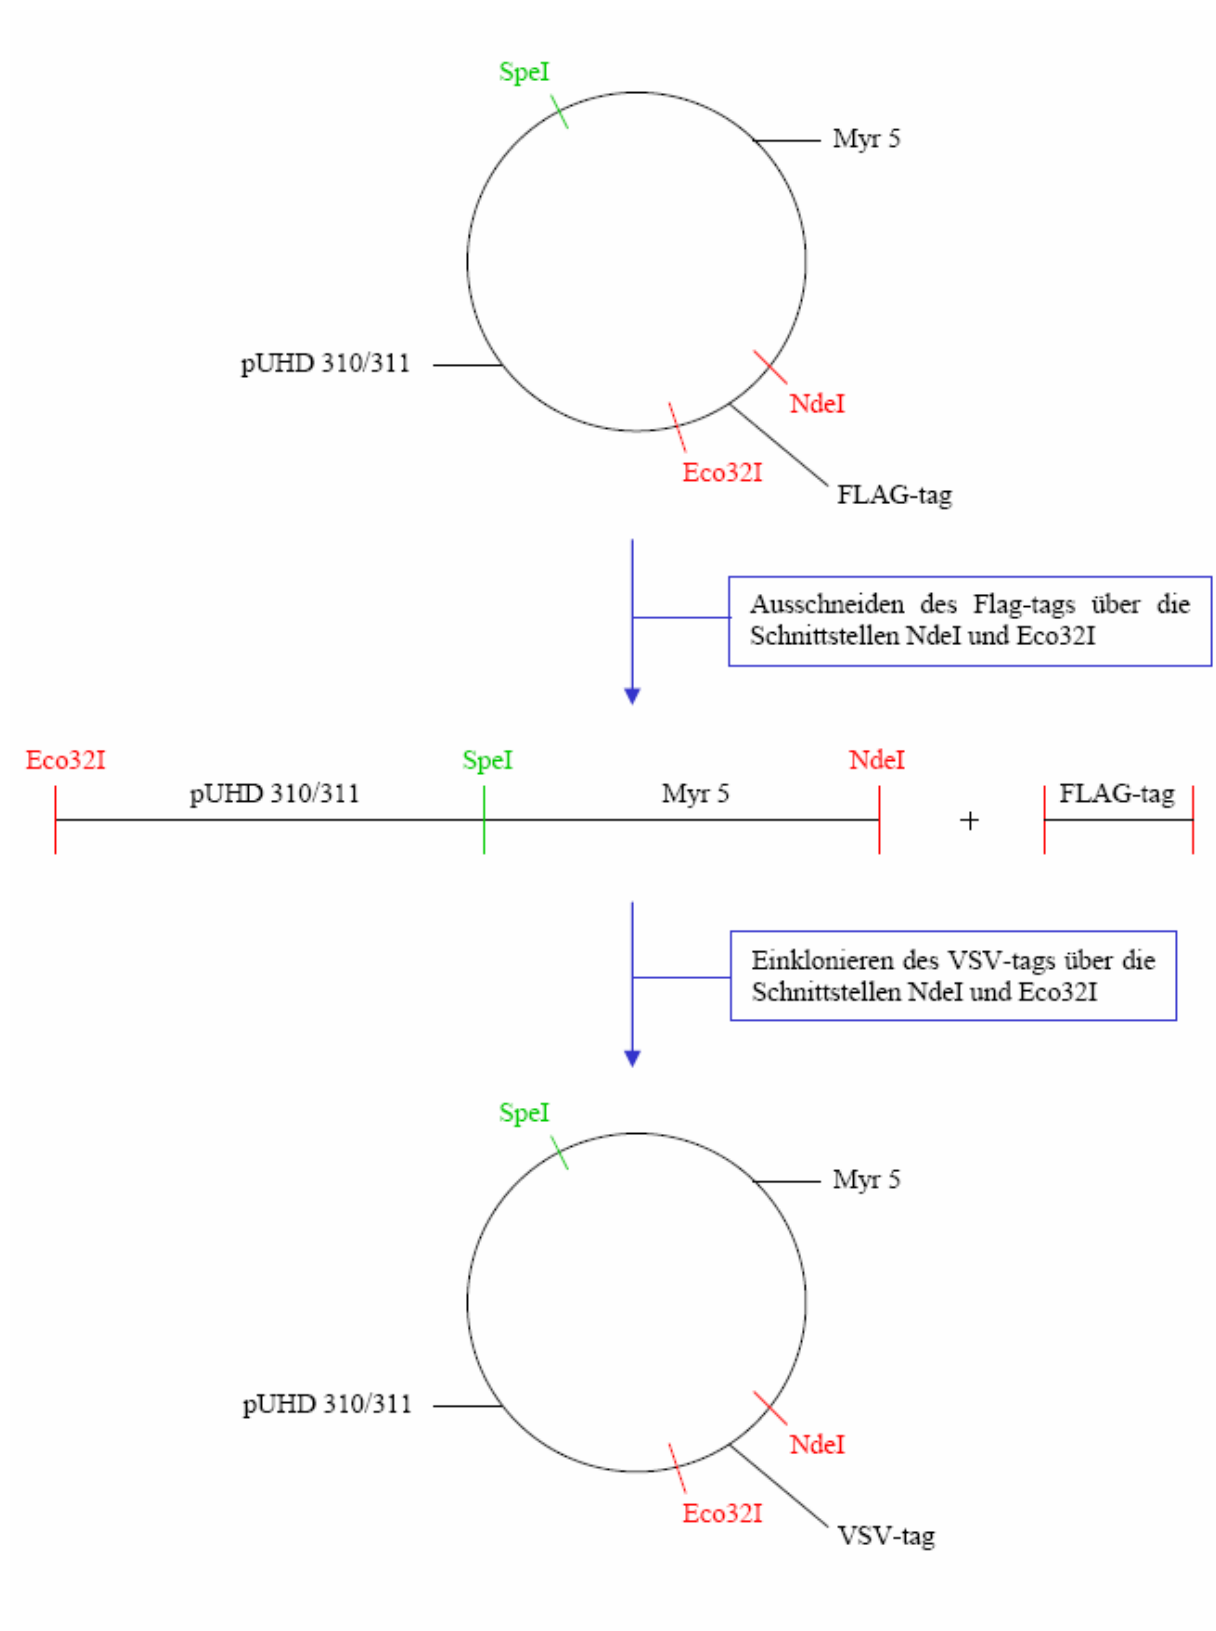 SpeI
Myr 5
pUHD 310/311
NdeI
Eco32I
FLAG-tag
Ausschneiden des Flag-tags über die
Schnittstellen NdeI und Eco32I
Eco32I
SpeI
NdeI
pUHD 310/311
Myr 5
+
FLAG-tag
Einklonieren des VSV-tags über die
Schnittstellen NdeI und Eco32I
SpeI
Myr 5
pUHD 310/311
NdeI
Eco32I
VSV-tag